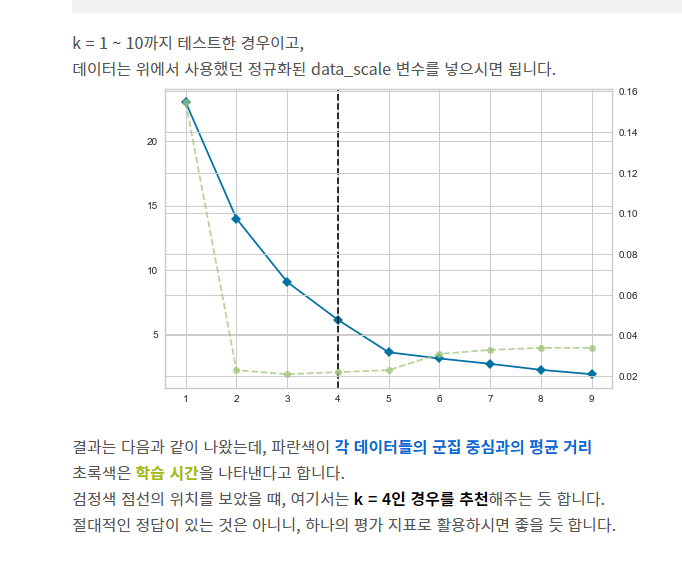 k = 1 ~ 10까지 테스트한 경우이고,
데이터는 위에서 사용했던 정규화된 data_scale 변수를 넣으시면 됩니다.
0.16
20
0.14
0.12
15
0.10
0.08
10
0.06
5
0.04
0.02
1 2 3 4 5 6 7 8 9
결과는 다음과 같이 나왔는데, 파란색이 각 데이터들의 군집 중심과의 평균 거리
초록색은 학습 시간을 나타낸다고 합니다.
검정색 점선의 위치를 보았을 떄, 여기서는 k = 4인 경우를 추천해주는 듯 합니다.
절대적인 정답이 있는 것은 아니니, 하나의 평가 지표로 활용하시면 좋을 듯 합니다.